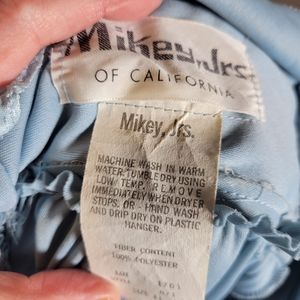 Mikey, Jrs.
OF CALIFORNIA
Mikey, Jrs.
MACHINE WASH IN WARM
WATER. TUMBLE DRY USING
LOW TEMP. OR REMOVE
IMMEDIATELY WHEN DRYER
STOPS. OR HAND WASH
AND DRIP DRY ON PLASTIC
HANGER.
FIBER CONTENT
100% POLYESTER